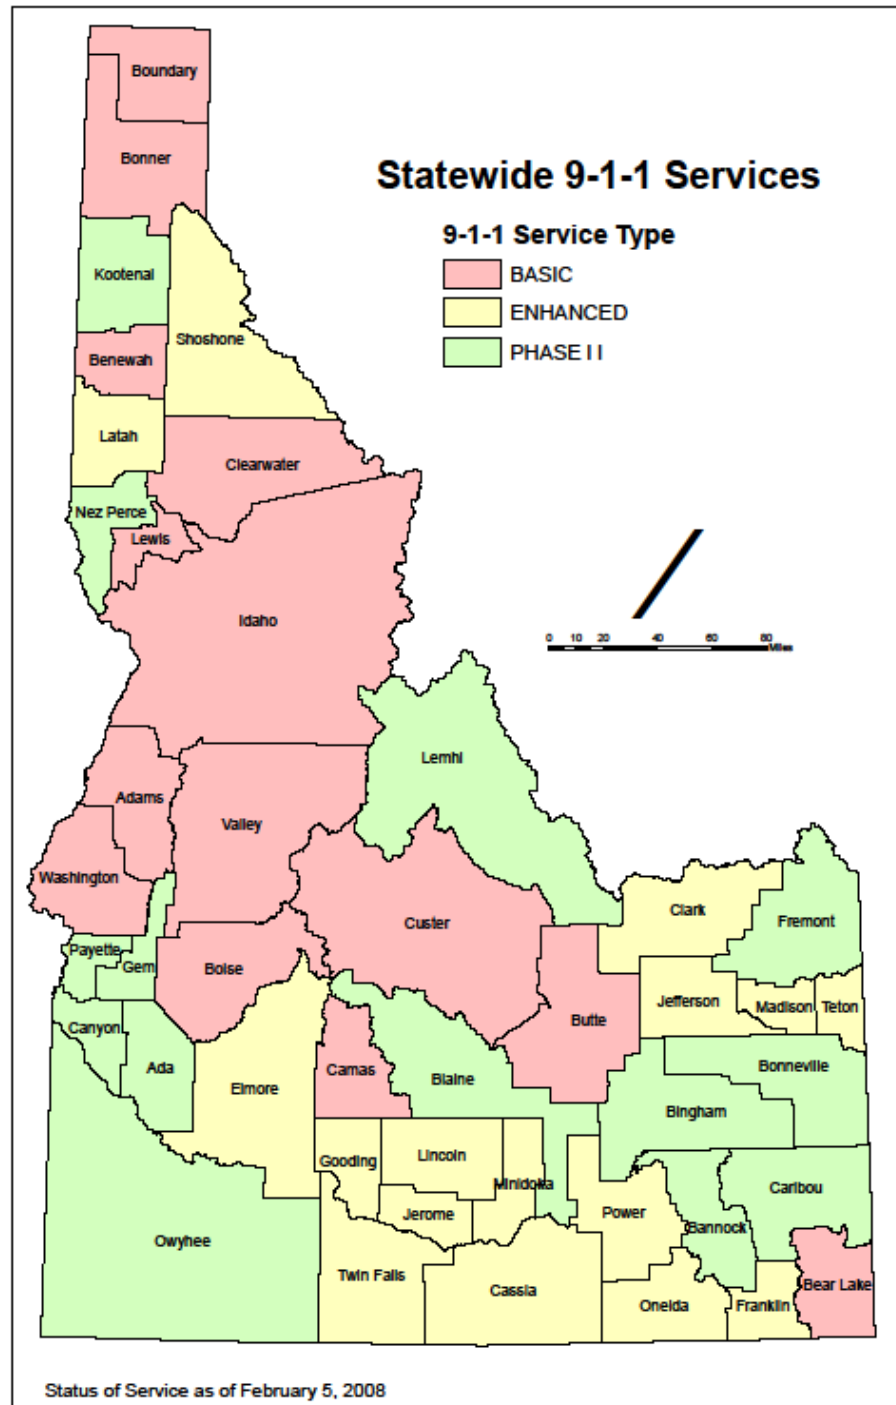 Boundary
Bonner
Statewide 9-1-1 Services
9-1-1 Service Type
BASIC
ENHANCED
PHASE I I
Kootenai
Shoshone
Benewah
Latah
Clearwater
Nez Perce
Lewis
Idaho
0 10 20 40 60 80
Miles
Lemhi
Adams
Valley
Washington
Custer
Clark
Fremont
Payette
Gem
Boise
Butte
Jefferson
Madison
Teton
Canyon
Ada
Elmore
Camas
Blaine
Bonneville
Bingham
Gooding
Lincoln
Minidoka
Jerome
Power
Bannock
Caribou
Owyhee
Twin Falls
Cassia
Oneida
Franklin
Bear Lake
Status of Service as of February 5, 2008